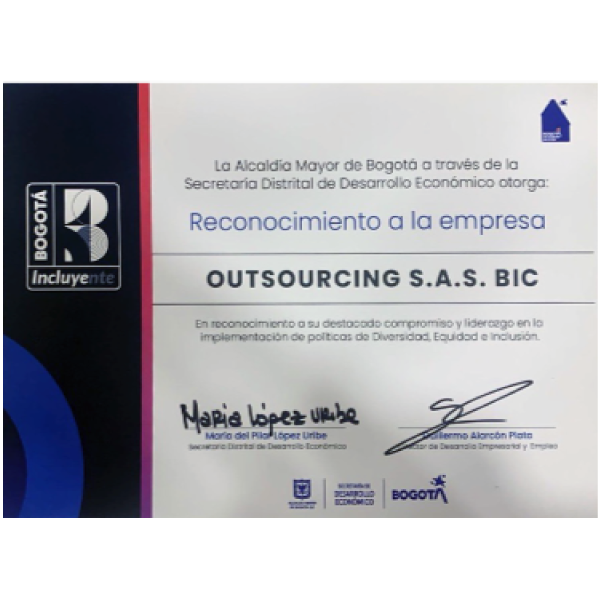 BOGOTÁ
B
Incluyente
La Alcaldía Mayor de Bogotá a través de la
Secretaría Distrital de Desarrollo Económico otorga:
Reconocimiento a la empresa
OUTSOURCING S.A.S. BIC
En reconocimiento a su destacado compromiso y liderazgo en la
implementación de políticas de Diversidad, Equidad e Inclusión.
Maria López Uribe
María del Pilar López Uribe
Secretaria Distrital de Desarrollo Económico
Guillermo Alarcón Plata
Director de Desarrollo Empresarial y Empleo
SECRETARÍA DE
DESARROLLO
ECONÓMICO
BOGOTÁ